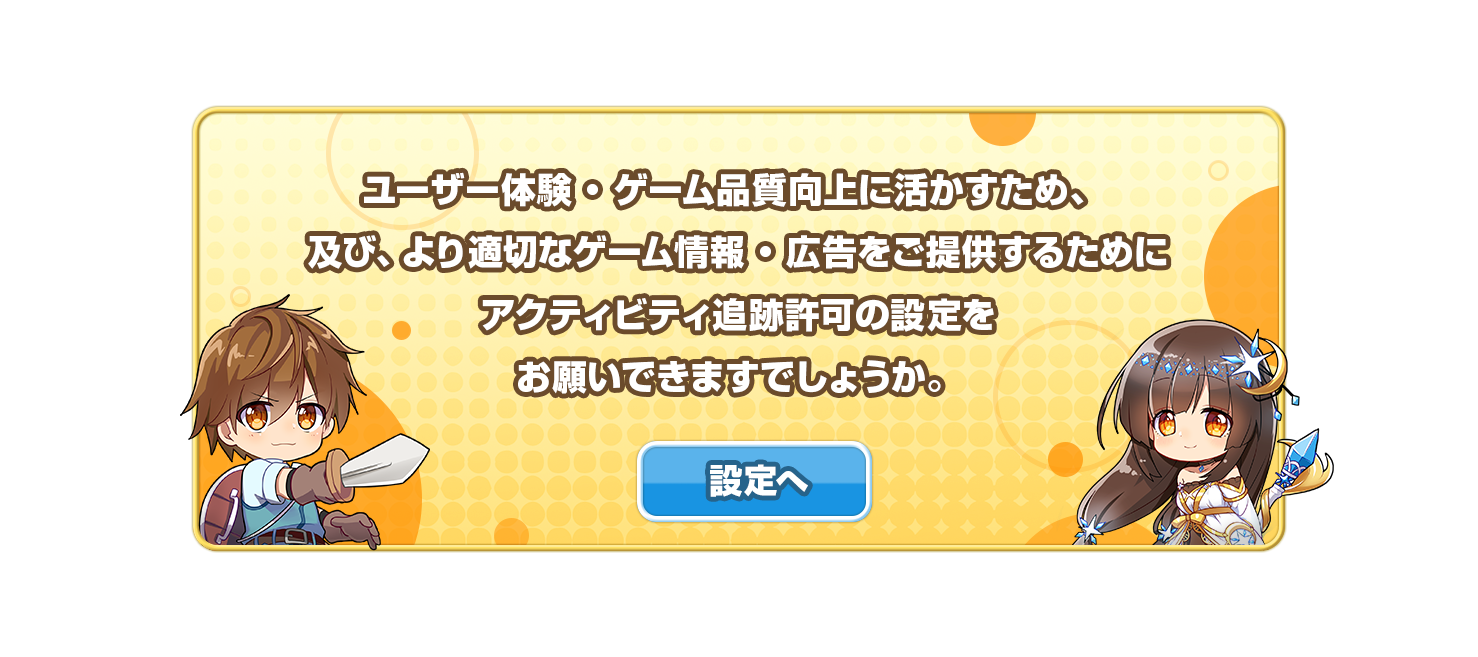 ユーザー体験・ゲーム品質向上に活かすため、
及び、より適切なゲーム情報・広告をご提供するために
アクティビティ追跡許可の設定を
お願いできますでしょうか。
設定へ